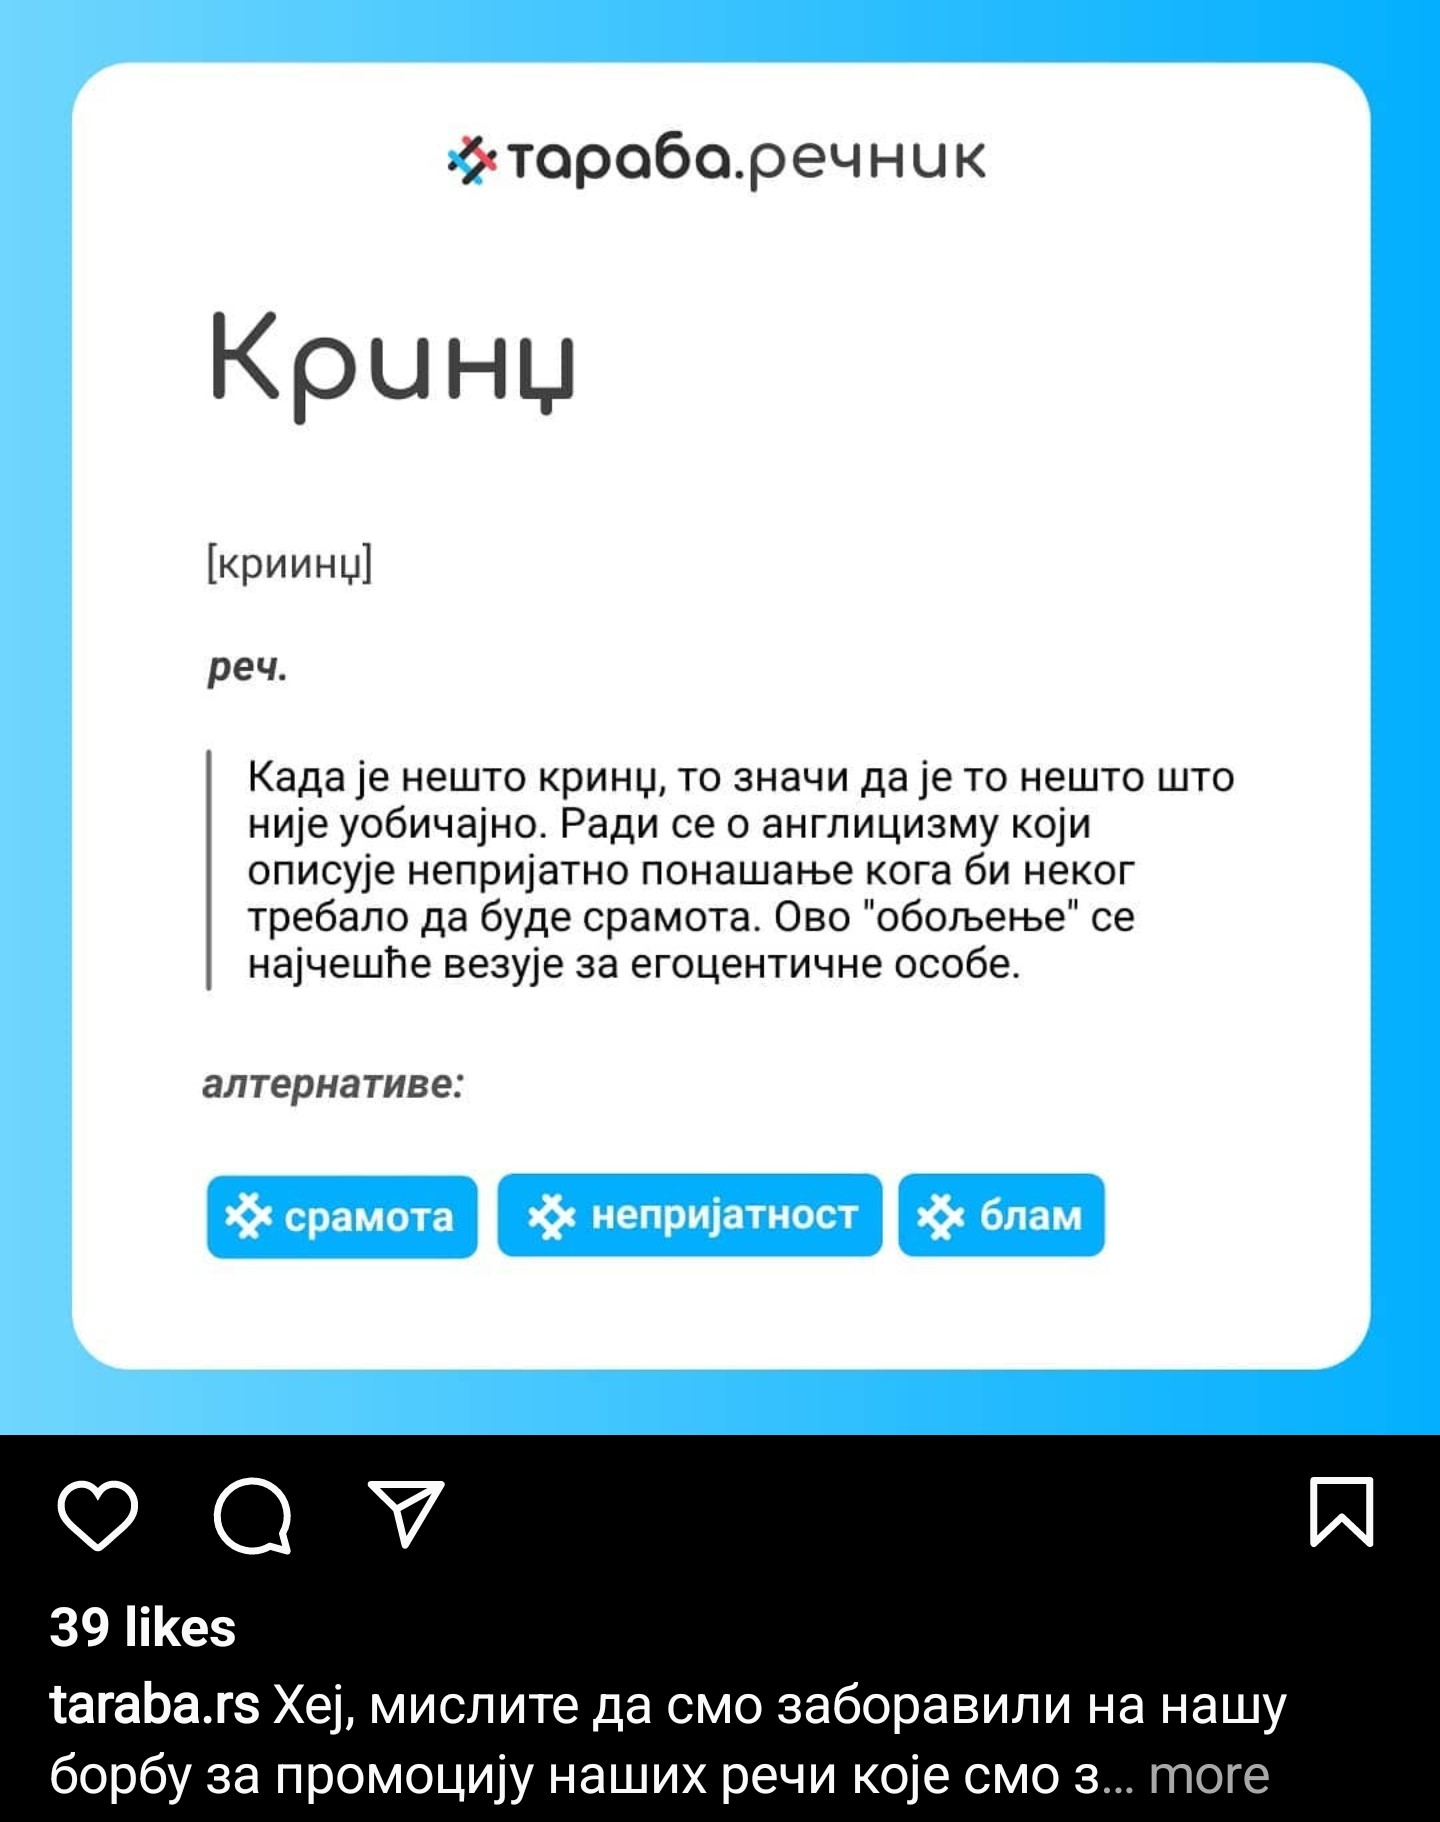 тараба.речник
Кринџ
[криинџ]
реч.
Када је нешто кринџ, то значи да је то нешто што
није уобичајно. Ради се о англицизму који
описује непријатно понашање кога би неког
требало да буде срамота. Ово "обољење" се
најчешће везује за егоцентичне особе.
алтернативе:
срамота непријатност блам
39 likes
taraba.rs Хеј, мислите да смо заборавили на нашу
борбу за промоцију наших речи које смо з... more